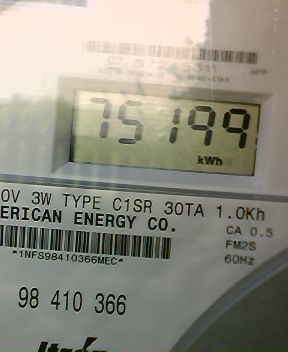 75199
kWh
0V 3W TYPE C1SR 30TA 1.0Kh
ERICAN ENERGY CO.
CA 0.5
FM2S
*1NFS98410366MEC*
60Hz
98 410 366
Itrón